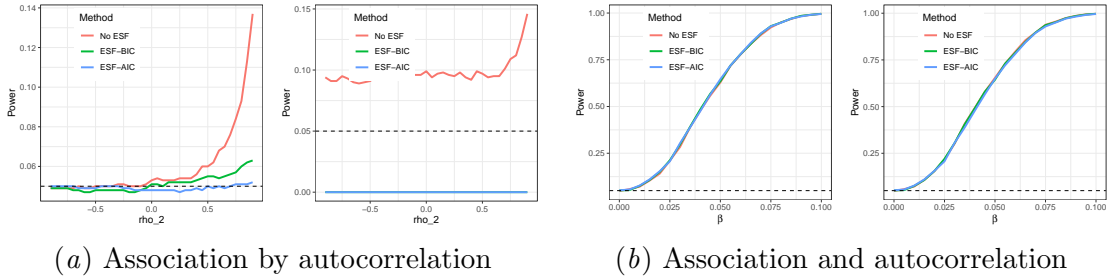 0.14
0.12
0.10
0.08
0.06
Power
Method
No ESF
ESF−BIC
ESF−AIC
−0.5
0.0
0.5
rho_2
0.15
0.10
0.05
0.00
Power
Method
No ESF
ESF−BIC
ESF−AIC
−0.5
0.0
0.5
rho_2
(a) Association by autocorrelation
1.00
0.75
0.50
0.25
Power
Method
No ESF
ESF−BIC
ESF−AIC
0.000
0.025
0.050
0.075
0.100
β
1.00
0.75
0.50
0.25
Power
Method
No ESF
ESF−BIC
ESF−AIC
0.000
0.025
0.050
0.075
0.100
β
(b) Association and autocorrelation